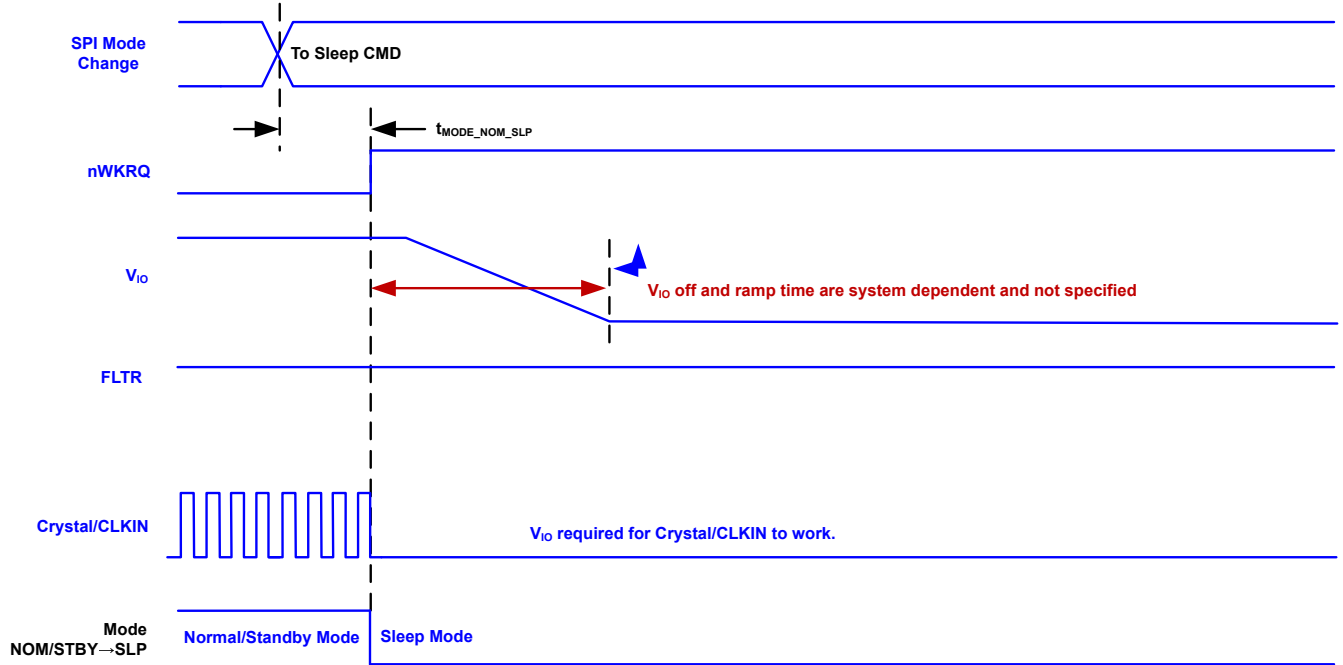 SPI Mode
Change
To Sleep CMD
tMODE_NOM_SLP
nWKRQ
VIO
VIO off and ramp time are system dependent and not specified
FLTR
Crystal/CLKIN
VIO required for Crystal/CLKIN to work.
Mode
NOM/STBY→SLP
Normal/Standby Mode
Sleep Mode